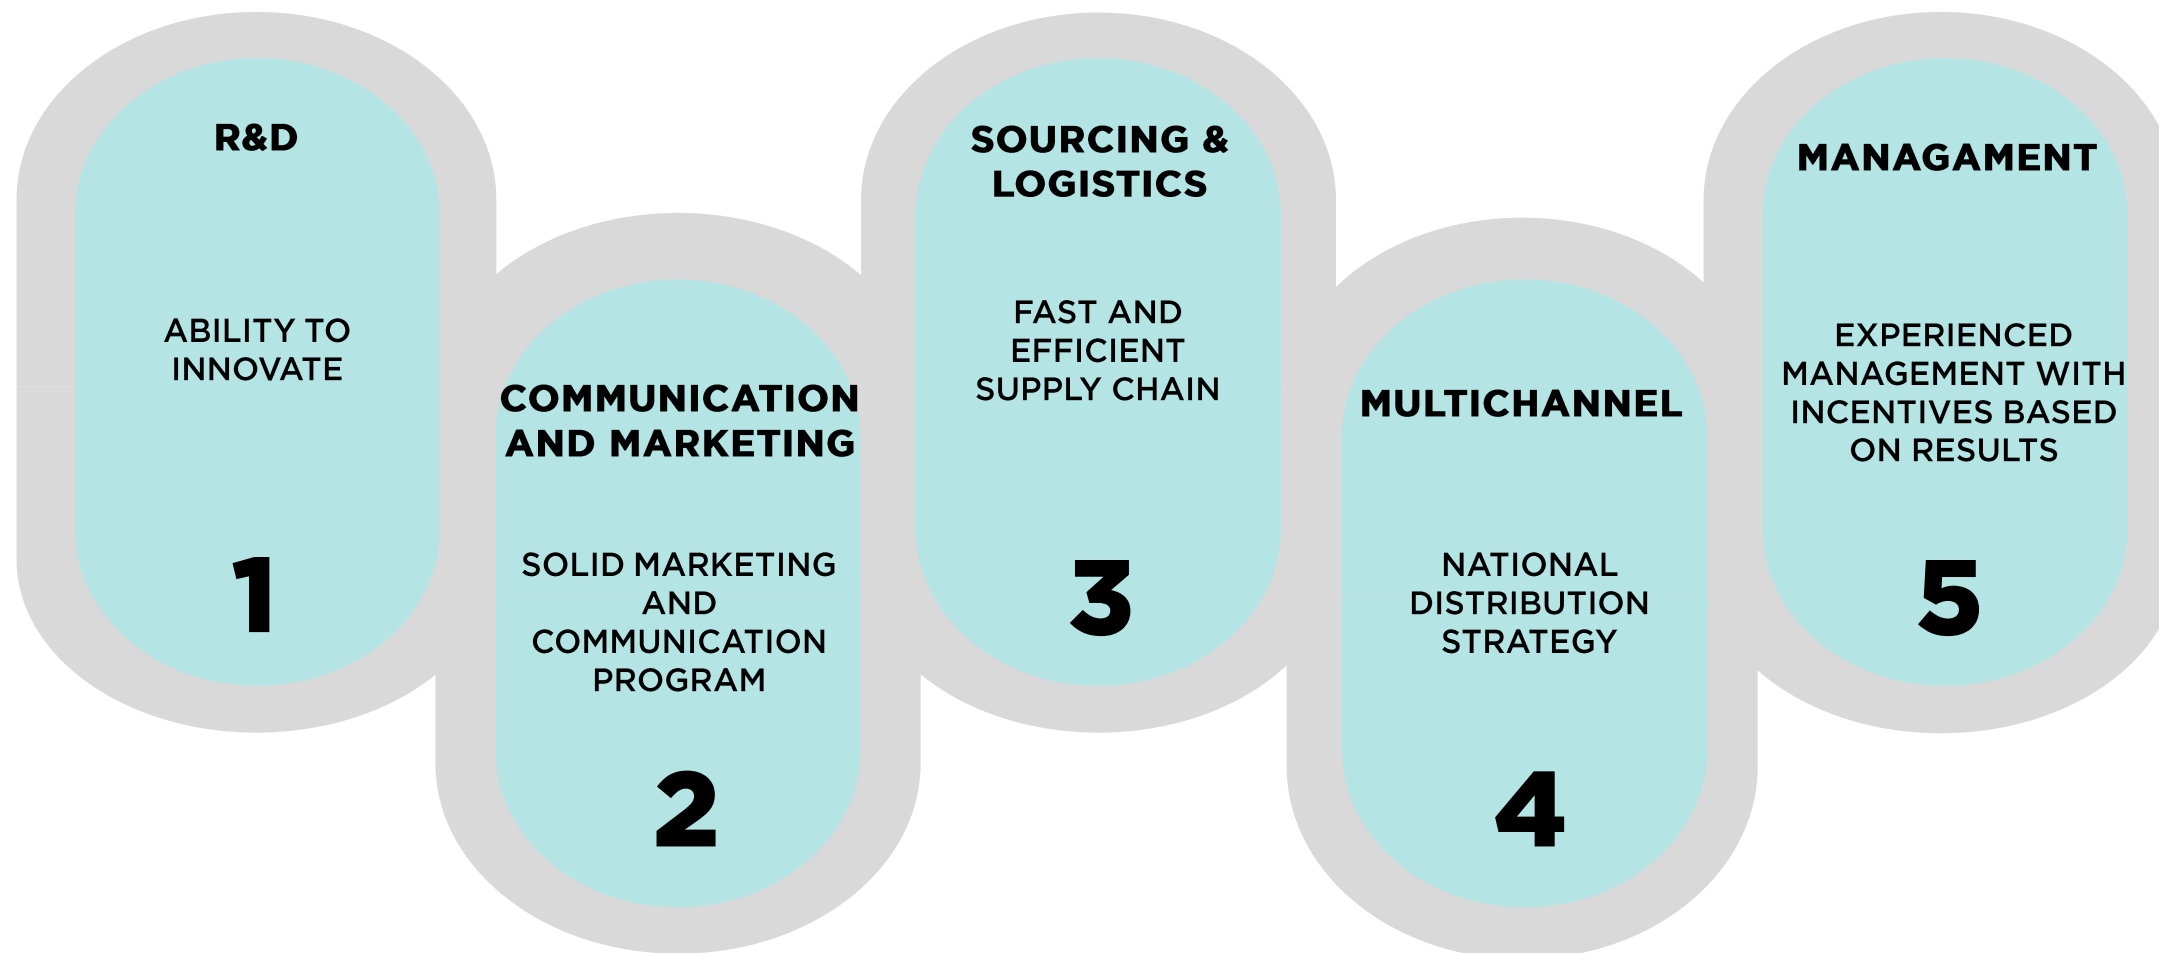 R&D
ABILITY TO
INNOVATE
1
COMMUNICATION
AND MARKETING
SOLID MARKETING
AND
COMMUNICATION
PROGRAM
2
SOURCING &
LOGISTICS
FAST AND
EFFICIENT
SUPPLY CHAIN
3
MULTICHANNEL
NATIONAL
DISTRIBUTION
STRATEGY
4
MANAGAMENT
EXPERIENCED
MANAGEMENT WITH
INCENTIVES BASED
ON RESULTS
5